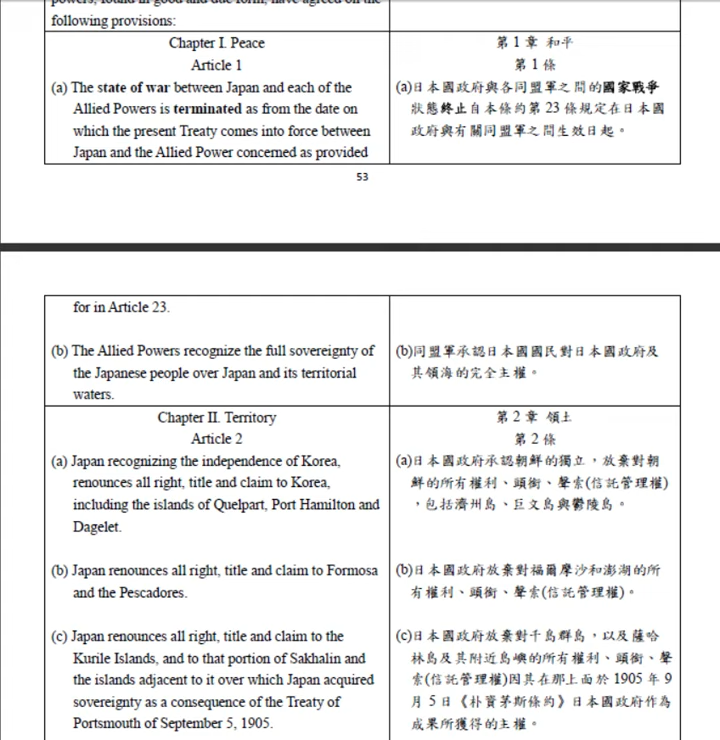 powers, found in good and due form, have agreed on the
following provisions:
Chapter I. Peace
Article 1
(a) The state of war between Japan and each of the
Allied Powers is terminated as from the date on
which the present Treaty comes into force between
Japan and the Allied Power concerned as provided
第 1 章 和平
第 1 條
(a)日本國政府與各同盟軍之間的國家戰爭
狀態終止自本條約第 23 條規定在日本國
政府與有關同盟軍之間生效日起。
53
for in Article 23.
(b) The Allied Powers recognize the full sovereignty of
the Japanese people over Japan and its territorial
waters.
(b)同盟軍承認日本國國民對日本國政府及
其領海的完全主權。
Chapter II. Territory
Article 2
(a) Japan recognizing the independence of Korea,
renounces all right, title and claim to Korea,
including the islands of Quelpart, Port Hamilton and
Dagelet.
(b) Japan renounces all right, title and claim to Formosa
and the Pescadores.
(c) Japan renounces all right, title and claim to the
Kurile Islands, and to that portion of Sakhalin and
the islands adjacent to it over which Japan acquired
sovereignty as a consequence of the Treaty of
Portsmouth of September 5, 1905.
第 2 章 領土
第 2 條
(a)日本國政府承認朝鮮的獨立，放棄對朝
鮮的所有權利、頭銜、聲索(信託管理權)
，包括濟州島、巨文島與鬱陵島。
(b)日本國政府放棄對福爾摩沙和澎湖的所
有權利、頭銜、聲索(信託管理權)。
(c)日本國政府放棄對千島群島，以及薩哈
林島及其附近島嶼的所有權利、頭銜、聲
索(信託管理權)因其在那上面於 1905 年 9
月 5 日《朴資茅斯條約》日本國政府作為
成果所獲得的主權。